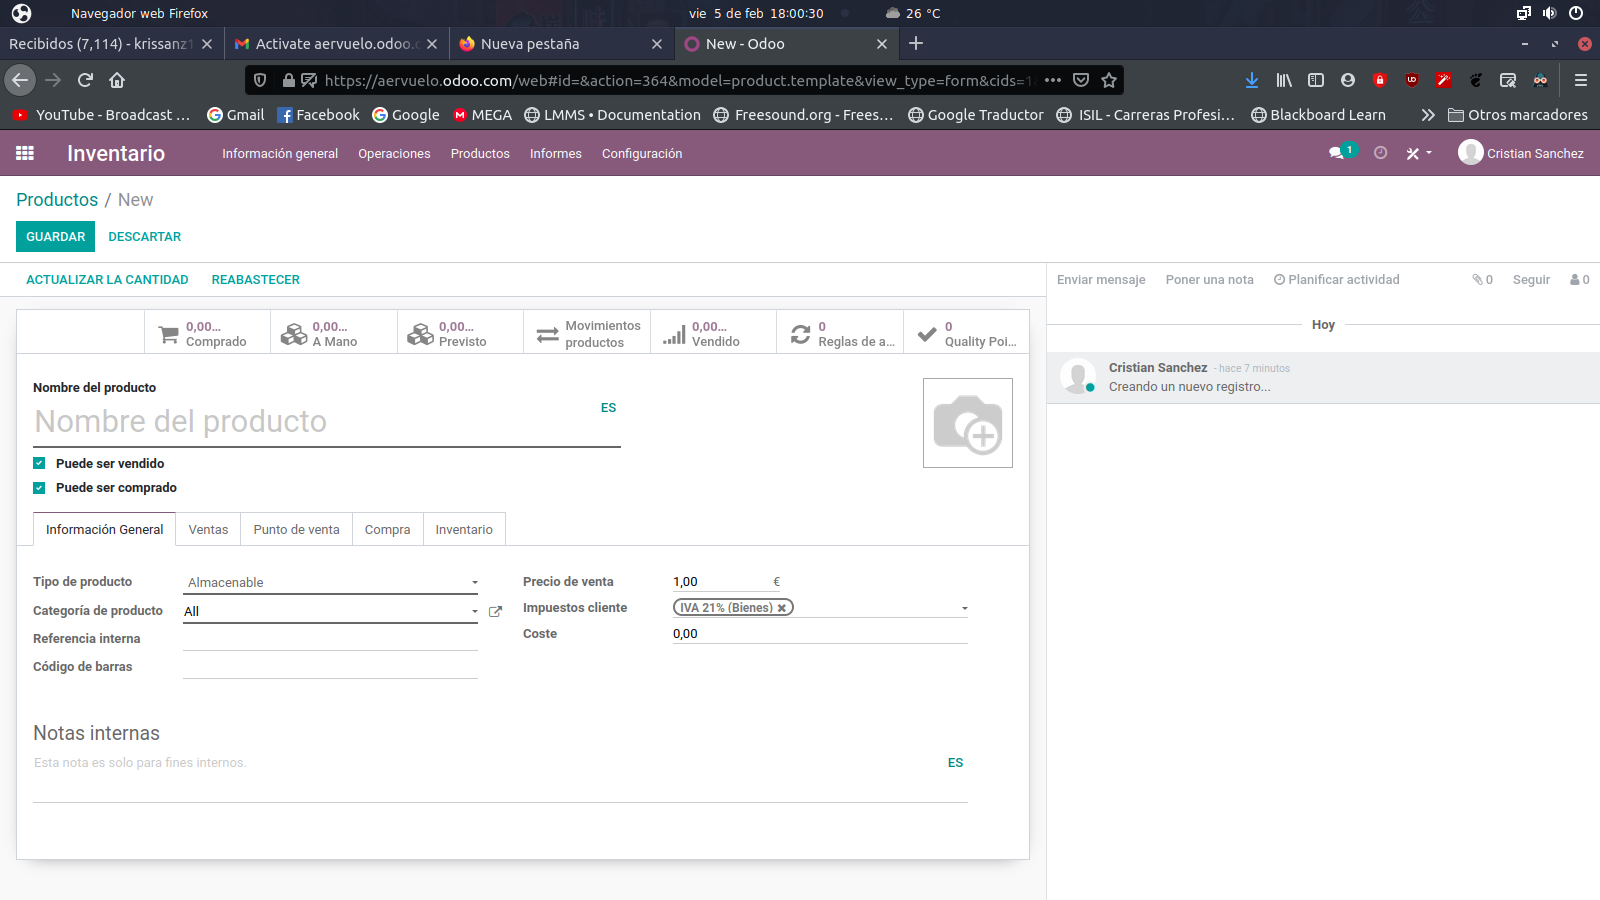 Navegador web Firefox
vie 5 de feb 18:00:30
26 °C
Recibidos (7,114) - krissanz1
Activate aervuelo.odoo.c
Nueva pestaña
New - Odoo
https://aervuelo.odoo.com/web#id=&action=364&model=product.template&view_type=form&cids=1
YouTube - Broadcast ...
Gmail
Facebook
Google
MEGA
LMMS • Documentation
Freesound.org - Frees...
Google Traductor
ISIL - Carreras Profesi...
Blackboard Learn
Otros marcadores
Inventario
Información general
Operaciones
Productos
Informes
Configuración
1
Cristian Sanchez
Productos / New
GUARDAR
DESCARTAR
ACTUALIZAR LA CANTIDAD
REABASTECER
Enviar mensaje
Poner una nota
Planificar actividad
0
Seguir
0
0,00...
Comprado
0,00...
A Mano
0,00...
Previsto
Movimientos
productos
0,00...
Vendido
0
Reglas de a...
0
Quality Poi...
Hoy
Cristian Sanchez - hace 7 minutos
Creando un nuevo registro...
Nombre del producto
Nombre del producto
ES
Puede ser vendido
Puede ser comprado
Información General
Ventas
Punto de venta
Compra
Inventario
Tipo de producto
Almacenable
Categoría de producto
All
Referencia interna
Código de barras
Precio de venta
1,00
€
Impuestos cliente
IVA 21% (Bienes)
Coste
0,00
Notas internas
Esta nota es solo para fines internos.
ES